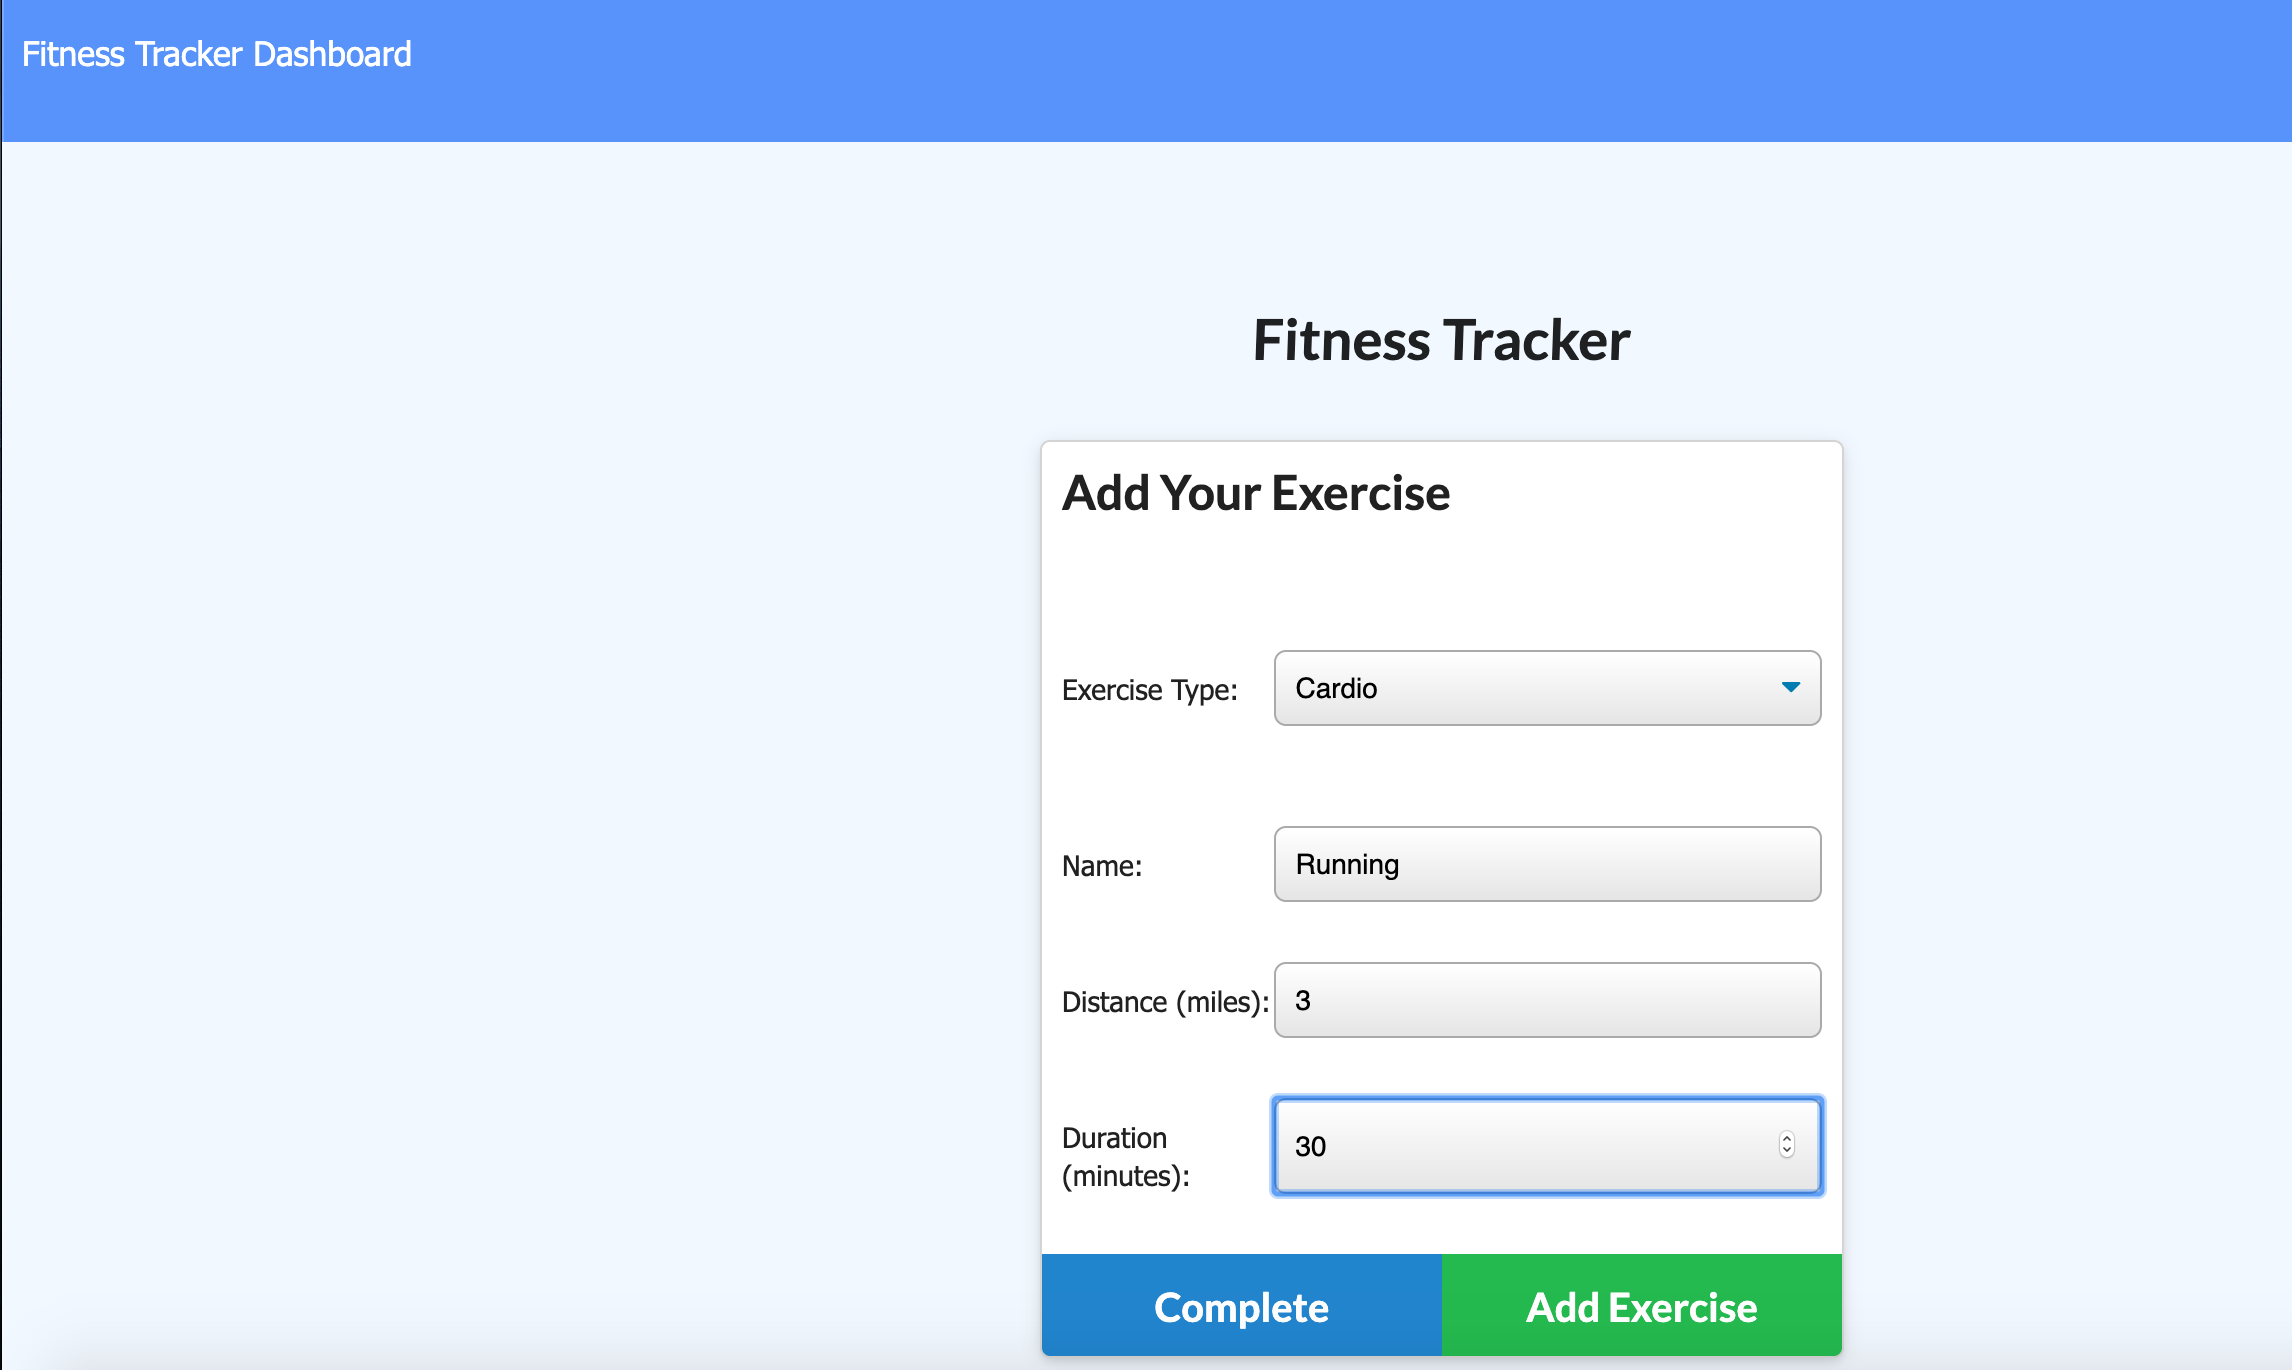 Fitness Tracker Dashboard
Fitness Tracker
Add Your Exercise
Exercise Type: Cardio
Name: Running
Distance (miles): 3
Duration
(minutes): 30
Complete Add Exercise